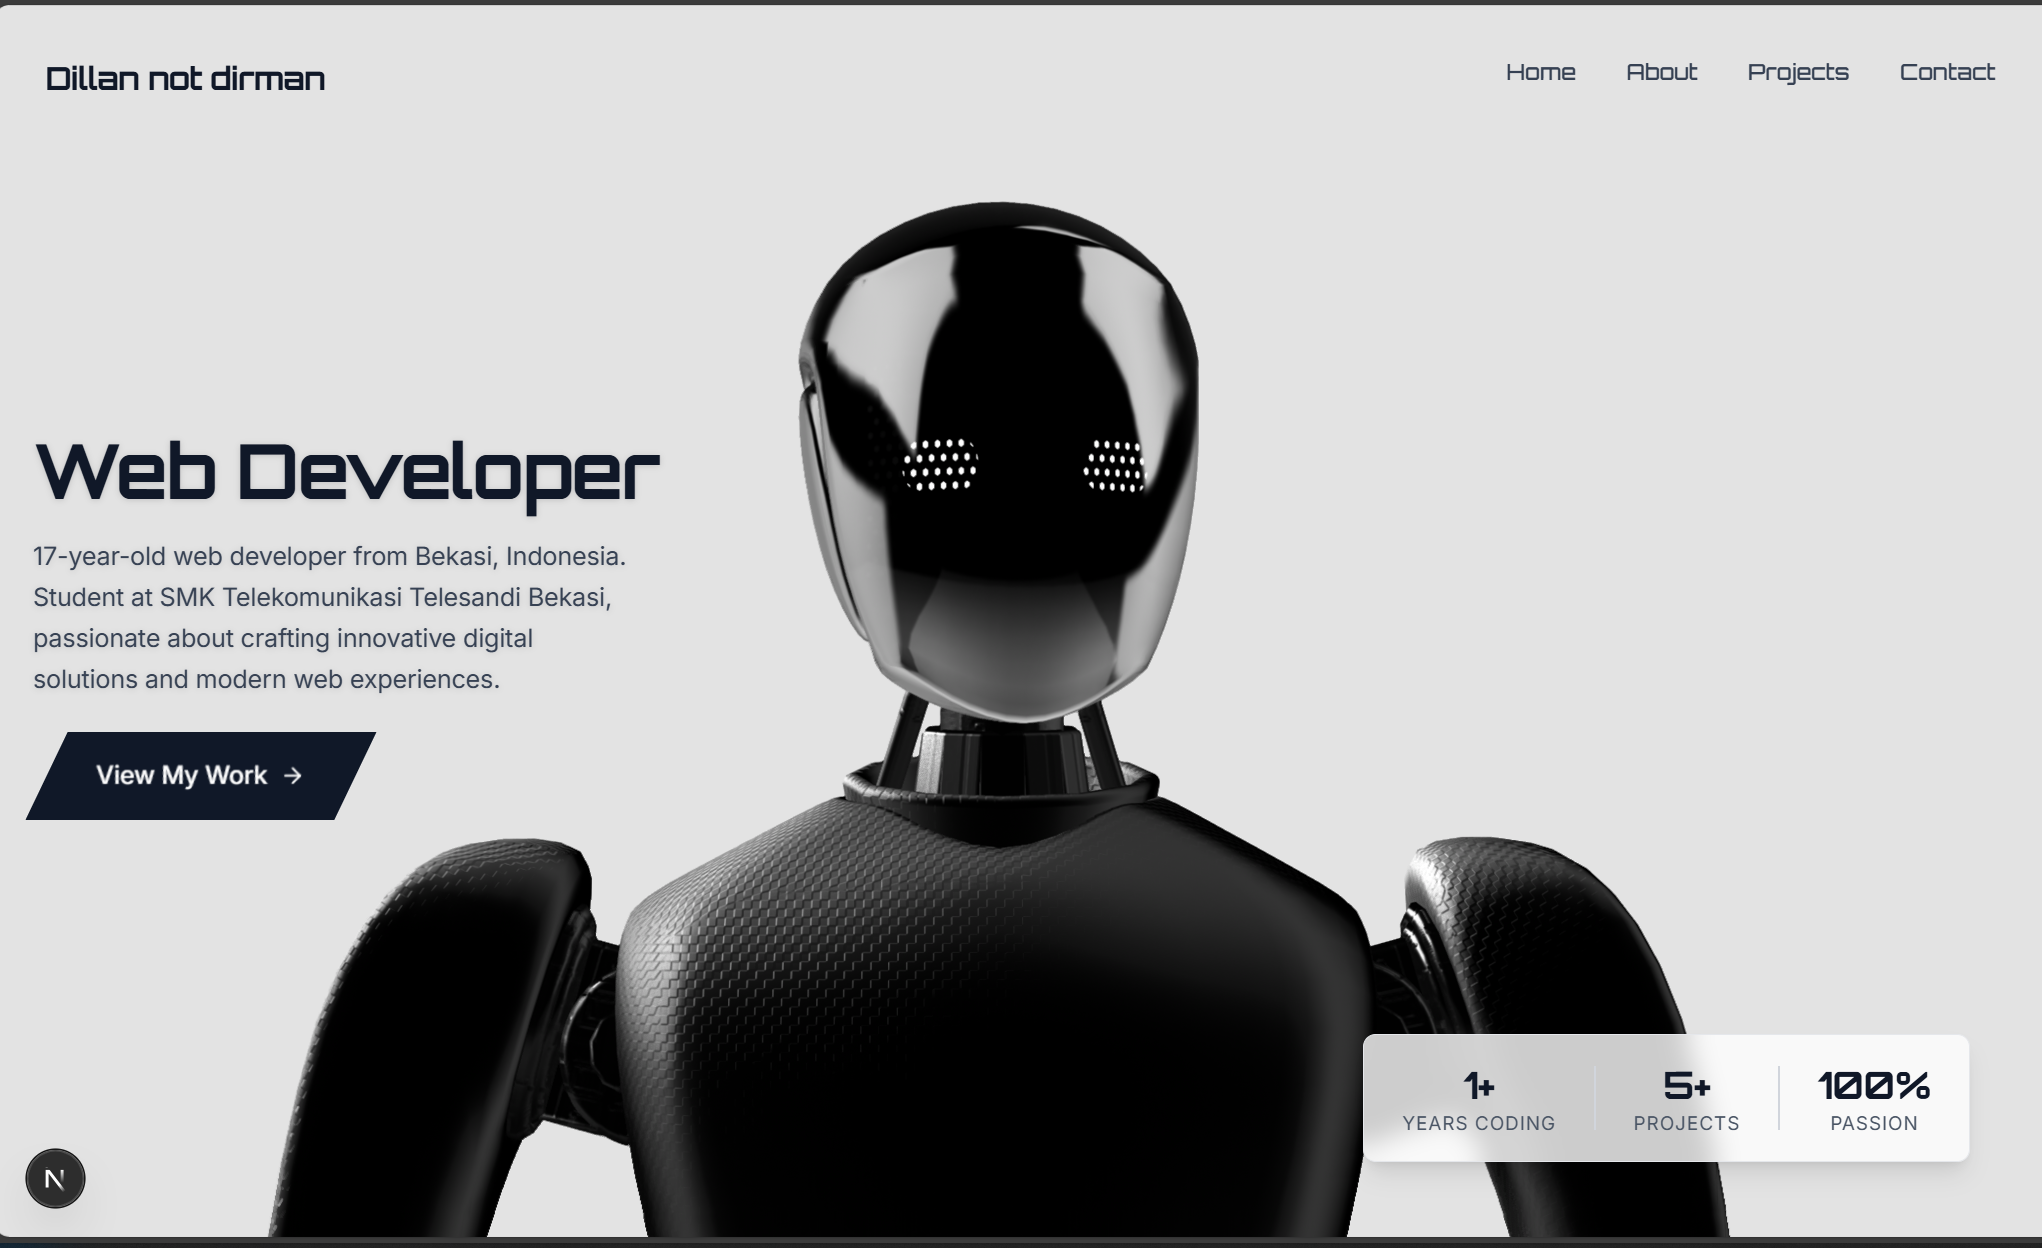 Dillan not dirman
Home About Projects Contact
Web Developer
17-year-old web developer from Bekasi, Indonesia.
Student at SMK Telekomunikasi Telesandi Bekasi,
passionate about crafting innovative digital
solutions and modern web experiences.
View My Work →
1+ 5+ 100%
YEARS CODING PROJECTS PASSION
N